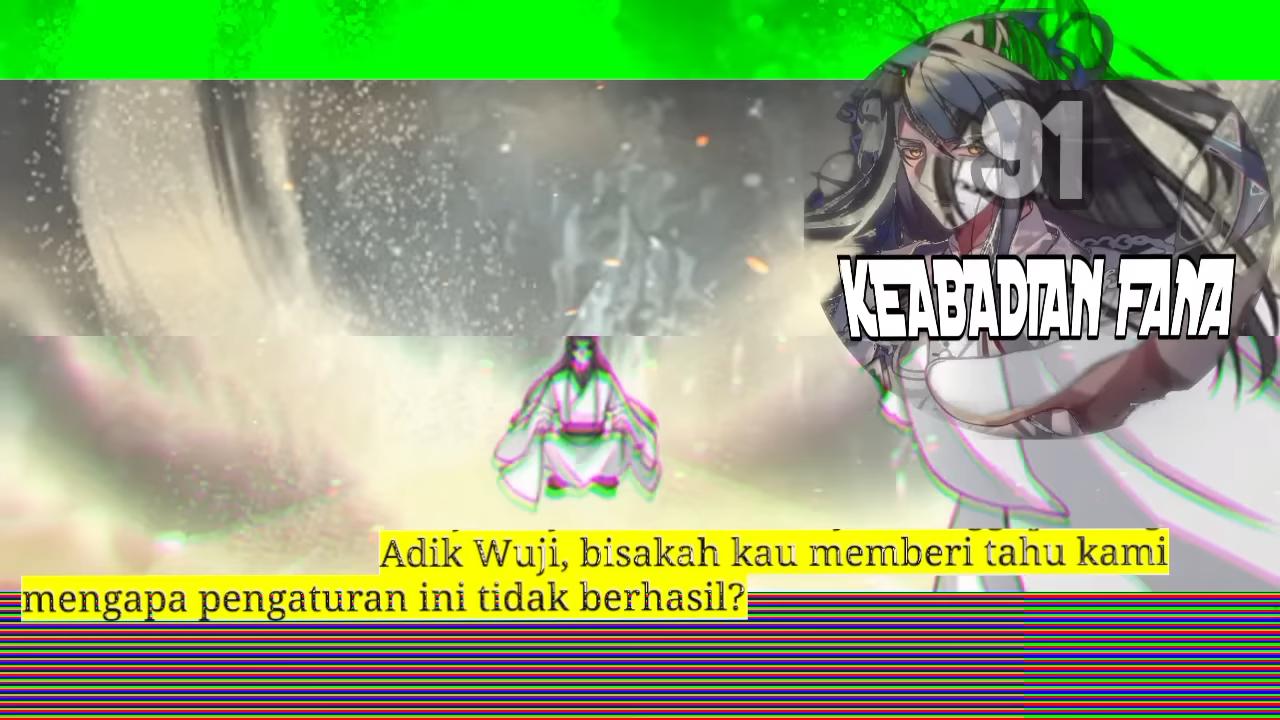 91
KEABADIAN FANA
Adik Wuji, bisakah kau memberi tahu kami
mengapa pengaturan ini tidak berhasil?